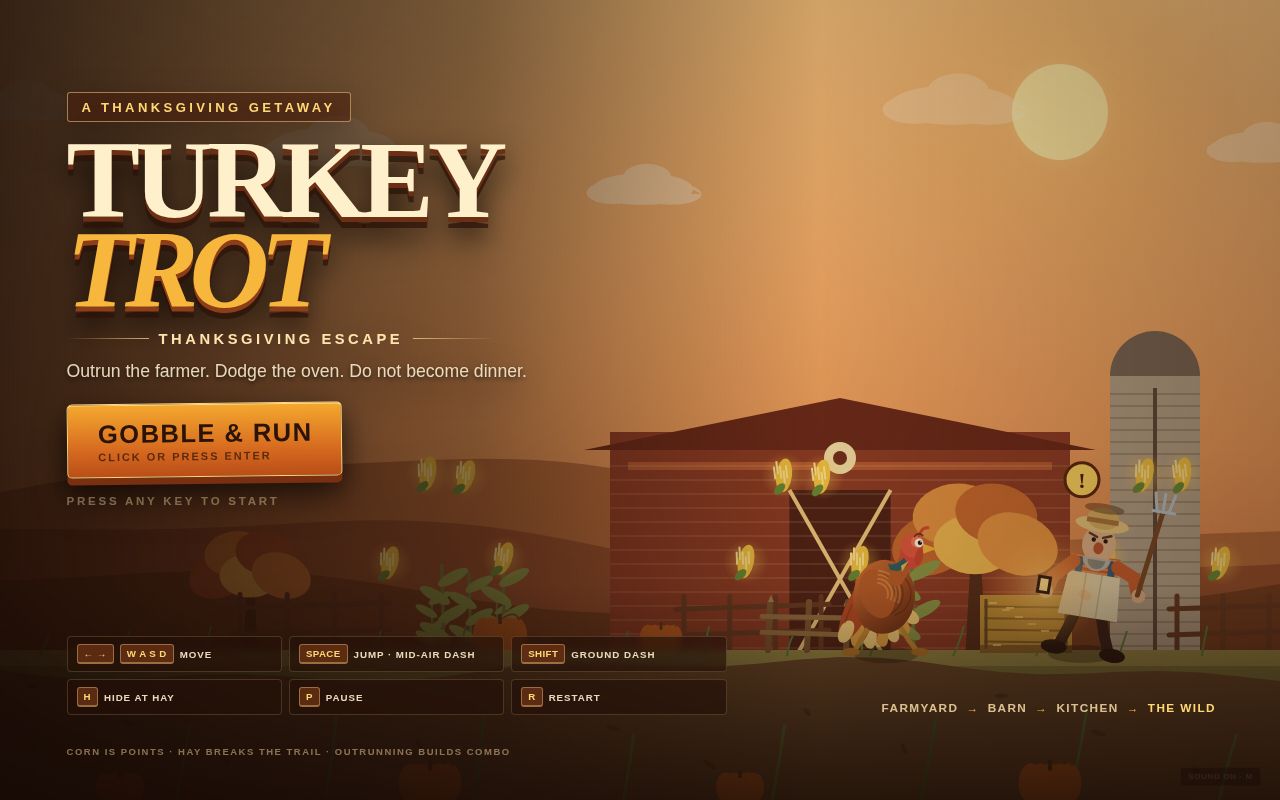 A THANKSGIVING GETAWAY
TURKEY
TROT
THANKSGIVING ESCAPE
Outrun the farmer. Dodge the oven. Do not become dinner.
GOBBLE & RUN
CLICK OR PRESS ENTER
PRESS ANY KEY TO START
!
← → W A S D MOVE
SPACE JUMP · MID-AIR DASH
SHIFT GROUND DASH
H HIDE AT HAY
P PAUSE
R RESTART
FARMYARD → BARN → KITCHEN → THE WILD
CORN IS POINTS · HAY BREAKS THE TRAIL · OUTRUNNING BUILDS COMBO
SOUND ON · M